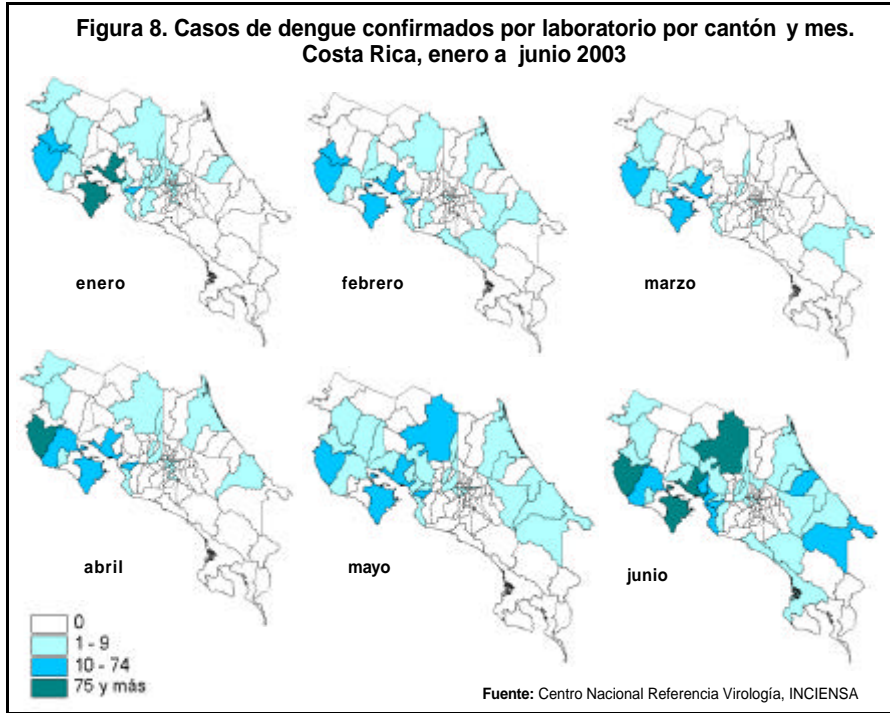 Figura 8. Casos de dengue confirmados por laboratorio por cantón y mes.
Costa Rica, enero a junio 2003
enero
febrero
marzo
abril
mayo
junio
0
1 - 9
10 - 74
75 y más
Fuente: Centro Nacional Referencia Virología, INCIENSA